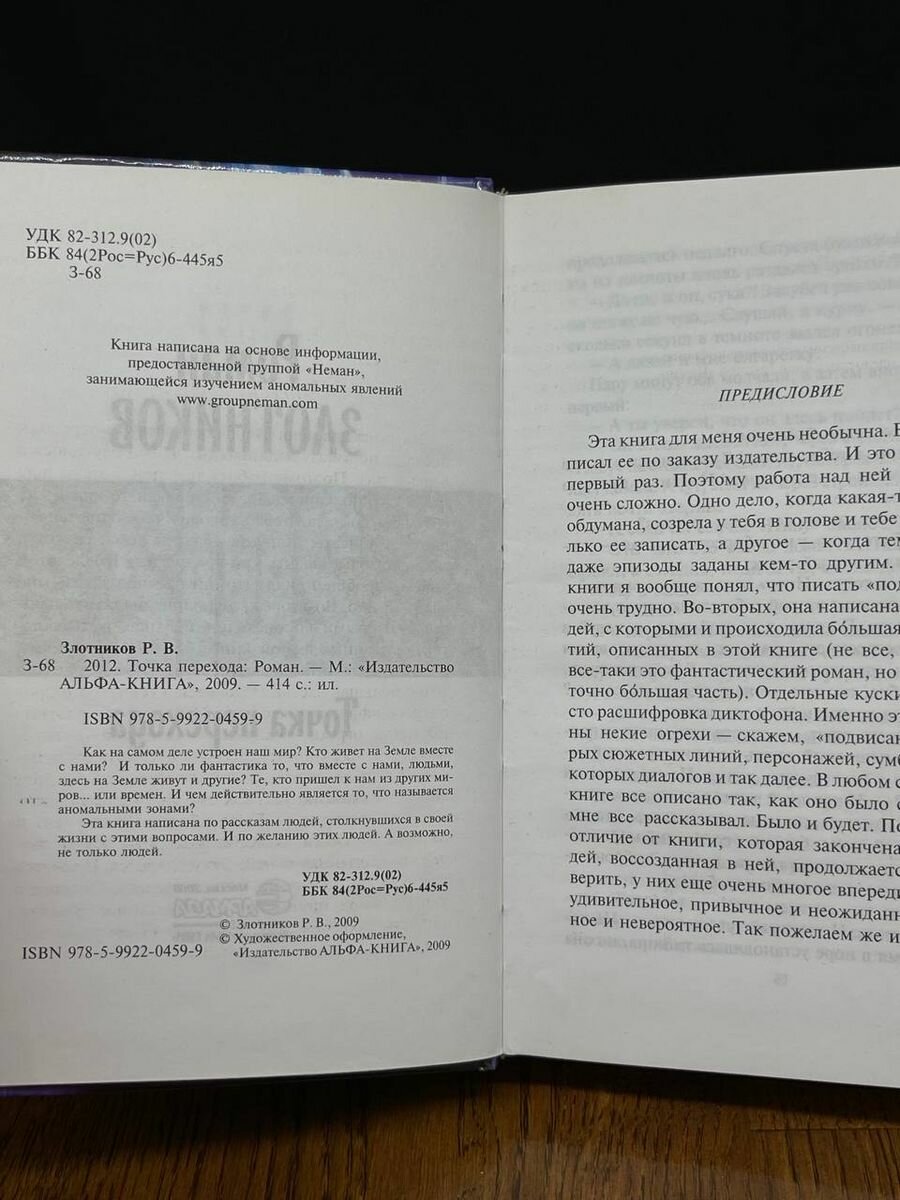 УДК 82-312.9(02)
ББК 84(2Рос=Рус)6-445я5
З-68
Книга написана на основе информации,
предоставленной группой «Неман»,
занимающейся изучением аномальных явлений
www.groupneman.com
ЗЛОТНИКОВ
Точка перехода
Злотников Р. В.
З-68 2012. Точка перехода: Роман. — М.: «Издательство
АЛЬФА-КНИГА», 2009. — 414 с.: ил.
ISBN 978-5-9922-0459-9
Как на самом деле устроен наш мир? Кто живет на Земле вместе
с нами? И только ли фантастика то, что вместе с нами, людьми,
здесь на Земле живут и другие? Те, кто пришел к нам из других ми-
ров... или времен. И чем действительно является то, что называется
аномальными зонами?
Эта книга написана по рассказам людей, столкнувшихся в своей
жизни с этими вопросами. И по желанию этих людей. А возможно,
не только людей.
УДК 82-312.9(02)
ББК 84(2Рос=Рус)6-445я5
© Злотников Р. В., 2009
© Художественное оформление,
ISBN 978-5-9922-0459-9 «Издательство АЛЬФА-КНИГА», 2009
ПРЕДИСЛОВИЕ
Эта книга для меня очень необычна.
писал ее по заказу издательства. И это
первый раз. Поэтому работа над ней
очень сложно. Одно дело, когда какая-т
обдумана, созрела у тебя в голове и тебе
лько ее записать, а другое — когда тем
даже эпизоды заданы кем-то другим.
книги я вообще понял, что писать «под
очень трудно. Во-вторых, она написана
дей, с которыми и происходила бо́льшая
тий, описанных в этой книге (не все,
все-таки это фантастический роман, но
точно бо́льшая часть). Отдельные куски
сто расшифровка диктофона. Именно эт
ны некие огрехи — скажем, «подвисан
рых сюжетных линий, персонажей, сумб
которых диалогов и так далее. В любом с
книге все описано так, как оно было с
мне все рассказывал. Было и будет. По
отличие от книги, которая закончена
дей, воссозданная в ней, продолжаетс
верить, у них еще очень многое впереди
удивительное, привычное и неожиданн
ное и невероятное. Так пожелаем же и